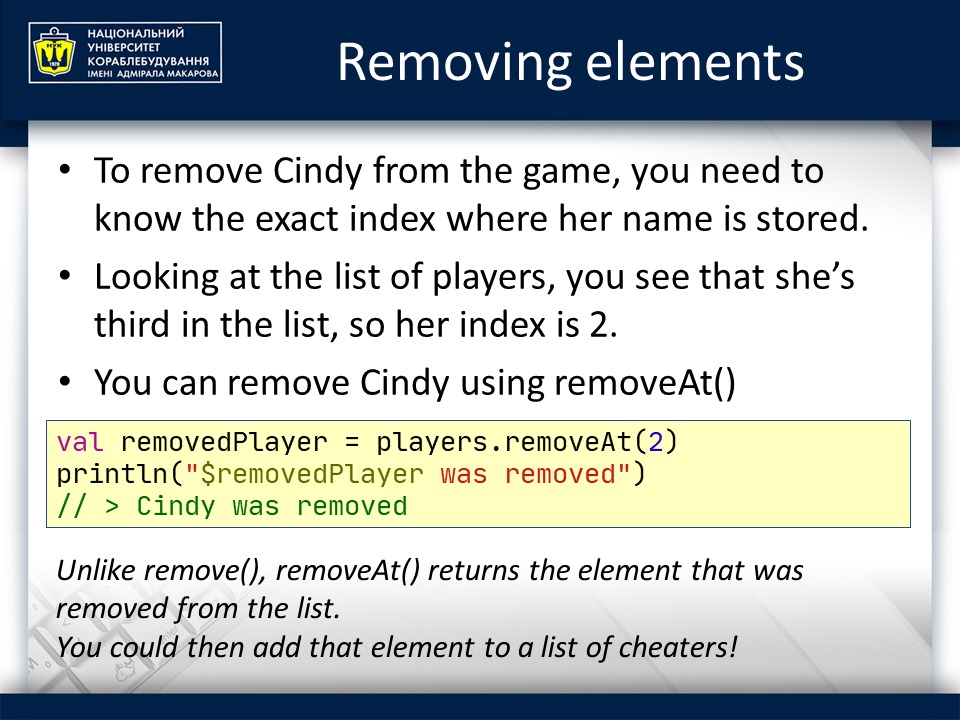 НАЦІОНАЛЬНИЙ
УНІВЕРСИТЕТ
КОРАБЛЕБУДУВАННЯ
ІМЕНІ АДМІРАЛА МАКАРОВА
НУК
1920
Removing elements
• To remove Cindy from the game, you need to
know the exact index where her name is stored.
• Looking at the list of players, you see that she’s
third in the list, so her index is 2.
• You can remove Cindy using removeAt()
val removedPlayer = players.removeAt(2)
println("$removedPlayer was removed")
// > Cindy was removed
Unlike remove(), removeAt() returns the element that was
removed from the list.
You could then add that element to a list of cheaters!